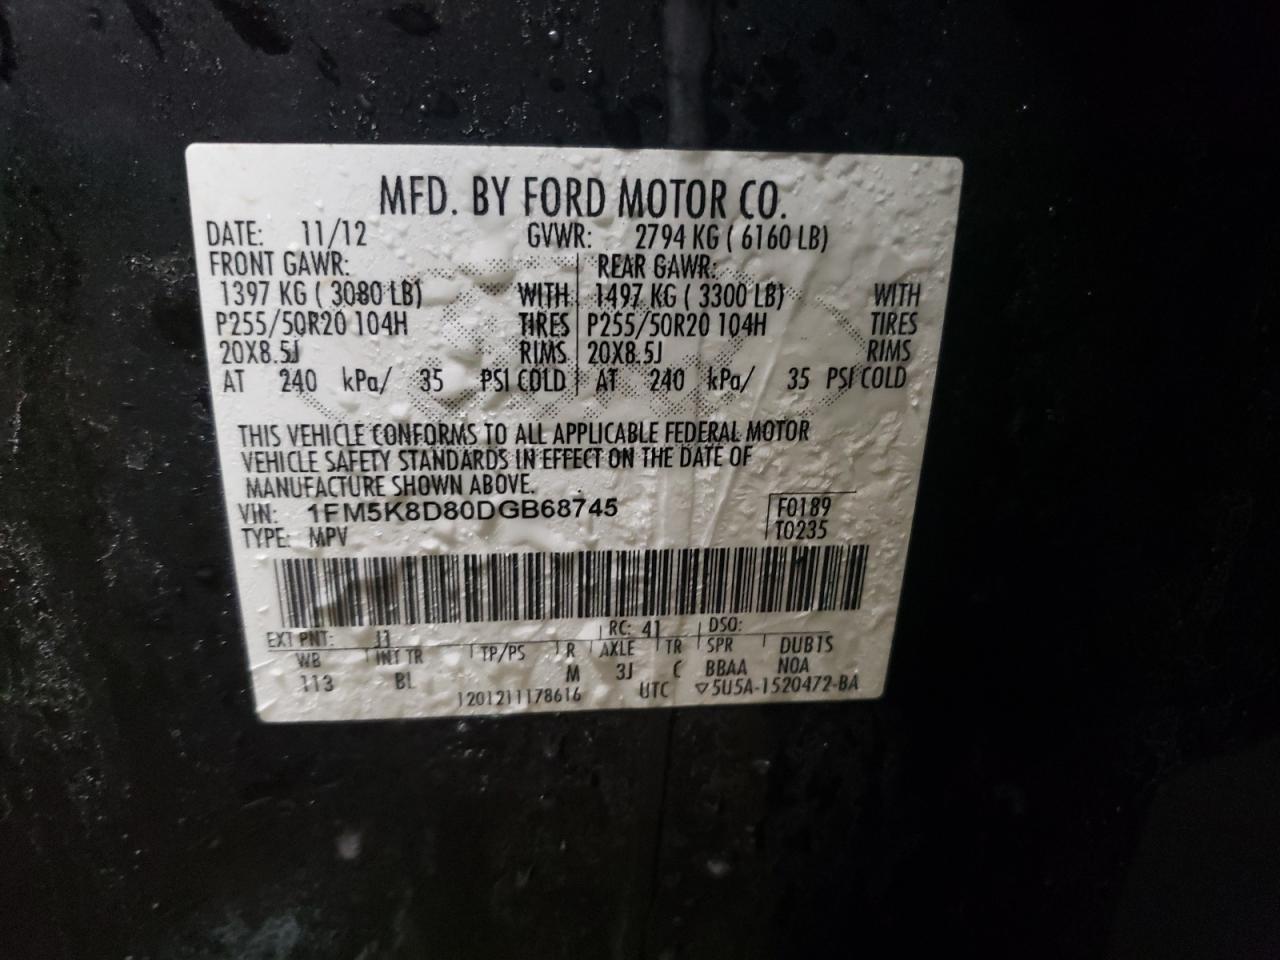 MFD. BY FORD MOTOR CO.
DATE: 11/12 GVWR: 2794 KG ( 6160 LB)
FRONT GAWR: REAR GAWR:
1397 KG ( 3080 LB) WITH 1497 KG ( 3300 LB) WITH
P255/50R20 104H TIRES P255/50R20 104H TIRES
20X8.5J RIMS 20X8.5J RIMS
AT 240 kPa/ 35 PSI COLD AT 240 kPa/ 35 PSI COLD
THIS VEHICLE CONFORMS TO ALL APPLICABLE FEDERAL MOTOR
VEHICLE SAFETY STANDARDS IN EFFECT ON THE DATE OF
MANUFACTURE SHOWN ABOVE.
VIN: 1FM5K8D80DGB68745 F0189
TYPE: MPV T0235
EXT PNT: J1 RC: 41 DSO:
WB INT TR TP/PS R AXLE TR SPR DUBTS
113 BL M 3J C BBAA NOA
1201211178616 UTC ▽5U5A-1520472-BA